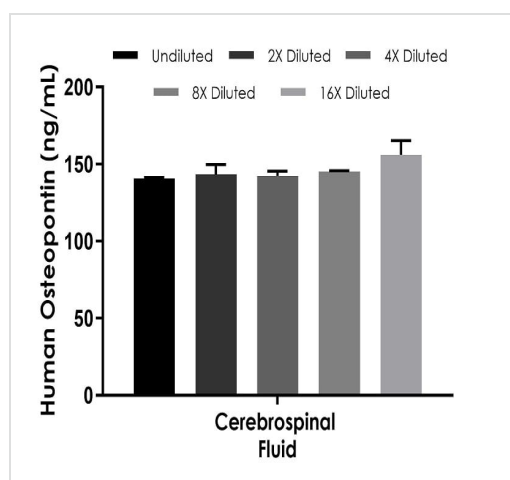 Undiluted 2X Diluted 4X Diluted
8X Diluted 16X Diluted
Human Osteopontin (ng/mL)
200
150
100
50
0
Cerebrospinal
Fluid